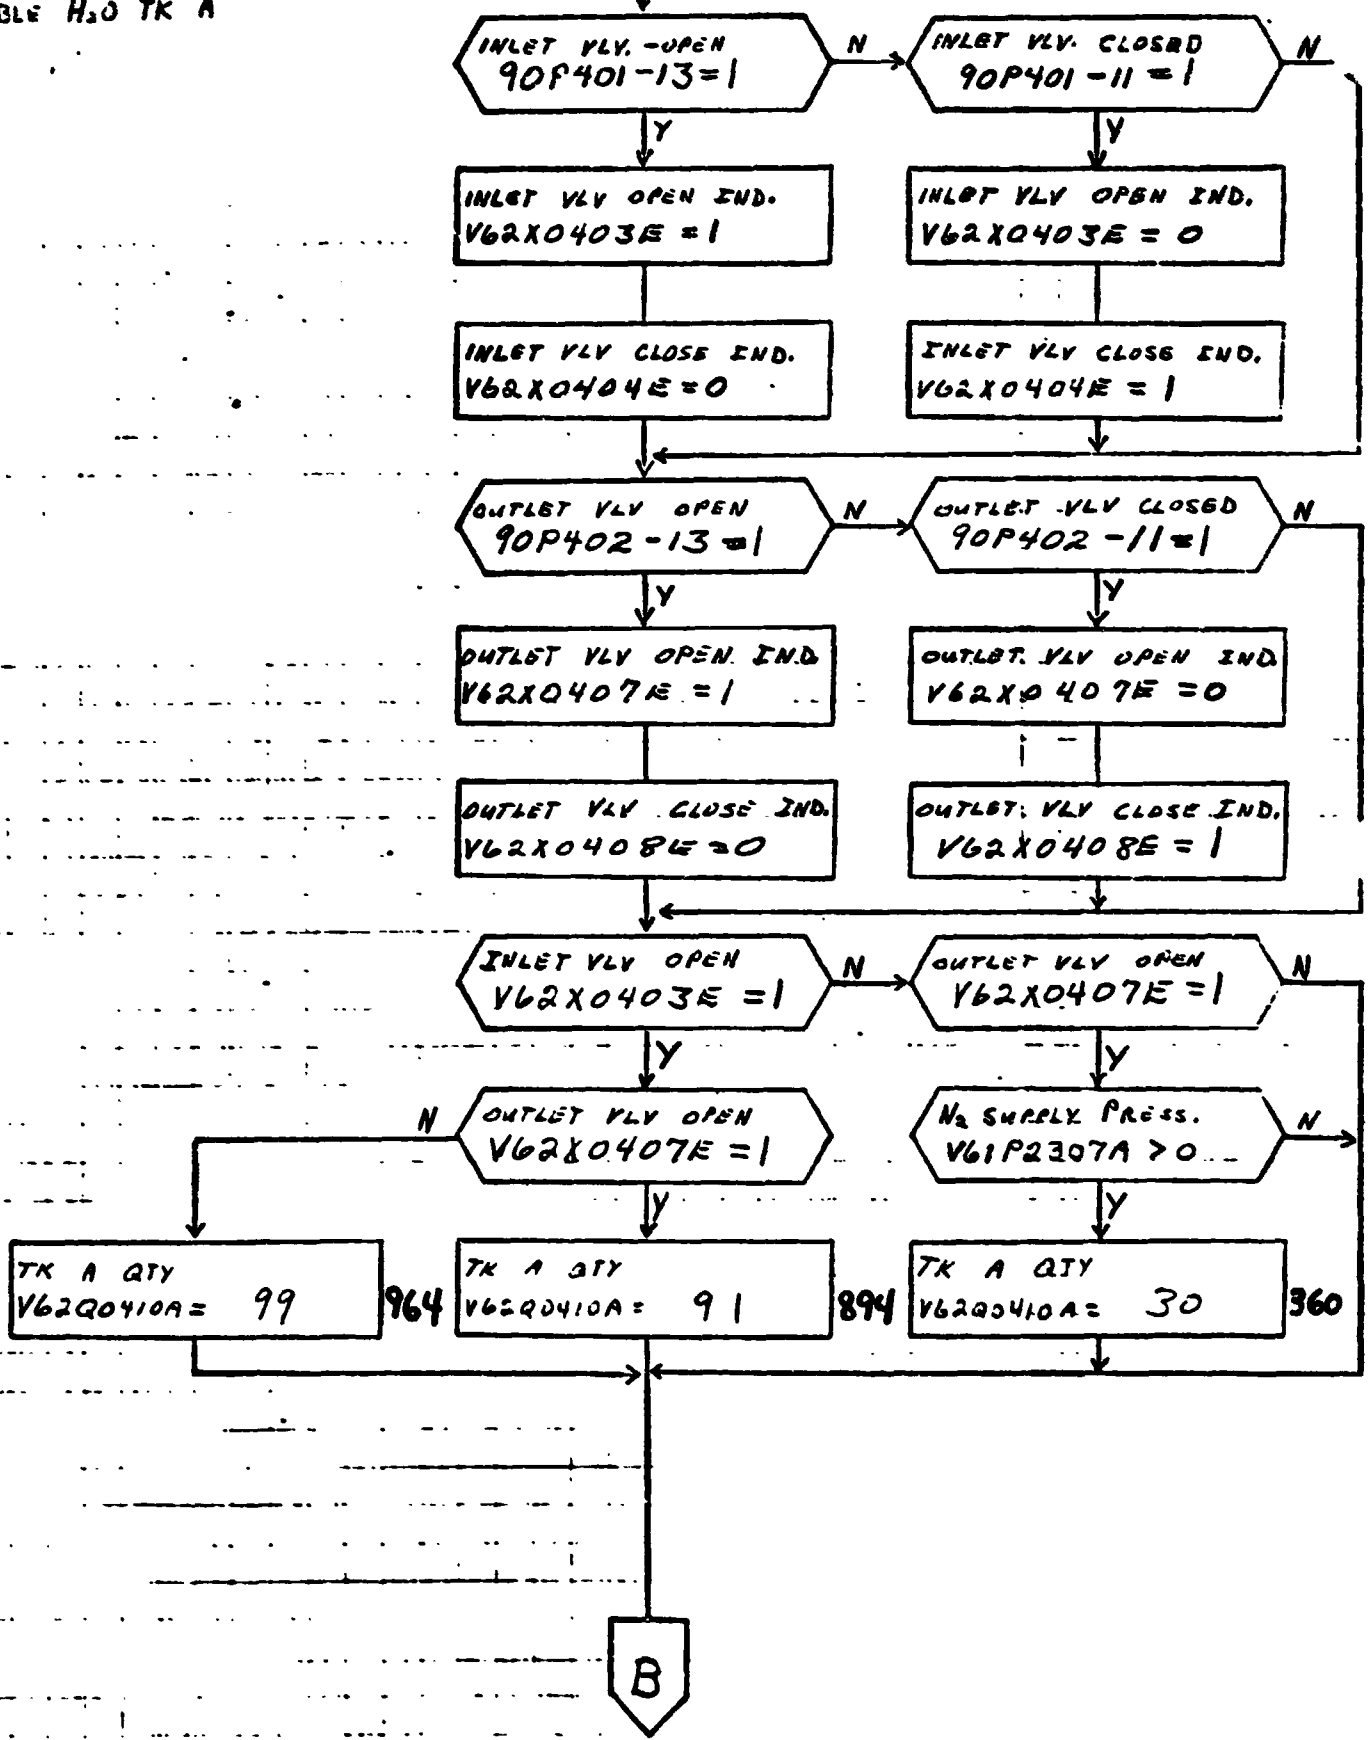 BLE H₂O TK A
INLET VLV. -OPEN
90P401-13=1
N
INLET VLV. CLOSED
90P401-11=1
N
Y
Y
INLET VLV OPEN IND.
V62X0403E=1
INLET VLV OPEN IND.
V62X0403E=0
INLET VLV CLOSE IND.
V62X0404E=0
INLET VLV CLOSE IND.
V62X0404E=1
OUTLET VLV OPEN
90P402-13=1
N
OUTLET VLV CLOSED
90P402-11=1
N
Y
Y
OUTLET VLV OPEN IND
V62X0407E=1
OUTLET VLV OPEN IND
V62X0407E=0
OUTLET VLV CLOSE IND.
V62X0408E=0
OUTLET VLV CLOSE IND.
V62X0408E=1
INLET VLV OPEN
V62X0403E=1
N
OUTLET VLV OPEN
V62X0407E=1
N
Y
Y
N
OUTLET VLV OPEN
V62X0407E=1
N₂ SUPPLY PRESS.
V61P2307A>0
N
Y
Y
TK A QTY
V62Q0410A= 99
964
TK A QTY
V62Q0410A= 91
894
TK A QTY
V62Q0410A= 30
360
B